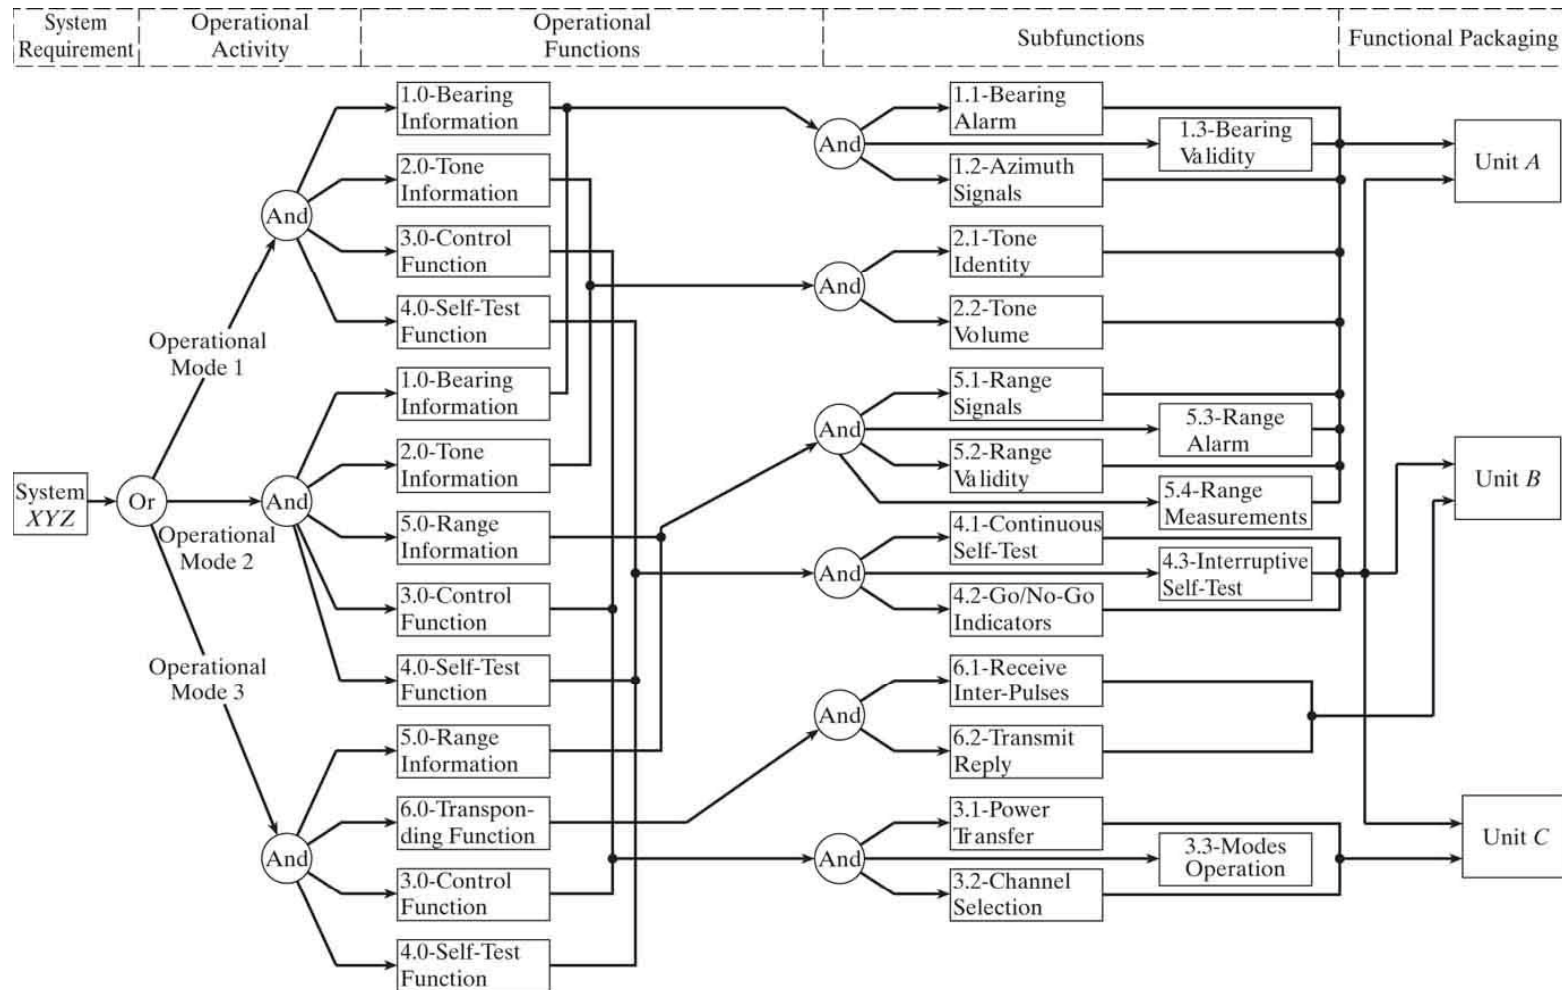 System
Requirement
Operational
Activity
Operational
Functions
Subfunctions
Functional Packaging
System
XYZ
Or
Operational
Mode 1
Operational
Mode 2
Operational
Mode 3
And
And
And
1.0-Bearing
Information
2.0-Tone
Information
3.0-Control
Function
4.0-Self-Test
Function
1.0-Bearing
Information
2.0-Tone
Information
5.0-Range
Information
3.0-Control
Function
4.0-Self-Test
Function
5.0-Range
Information
6.0-Transpon-
ding Function
3.0-Control
Function
4.0-Self-Test
Function
And
And
And
And
And
And
1.1-Bearing
Alarm
1.3-Bearing
Validity
1.2-Azimuth
Signals
2.1-Tone
Identity
2.2-Tone
Volume
5.1-Range
Signals
5.3-Range
Alarm
5.2-Range
Validity
5.4-Range
Measurements
4.1-Continuous
Self-Test
4.3-Interruptive
Self-Test
4.2-Go/No-Go
Indicators
6.1-Receive
Inter-Pulses
6.2-Transmit
Reply
3.1-Power
Transfer
3.3-Modes
Operation
3.2-Channel
Selection
Unit A
Unit B
Unit C